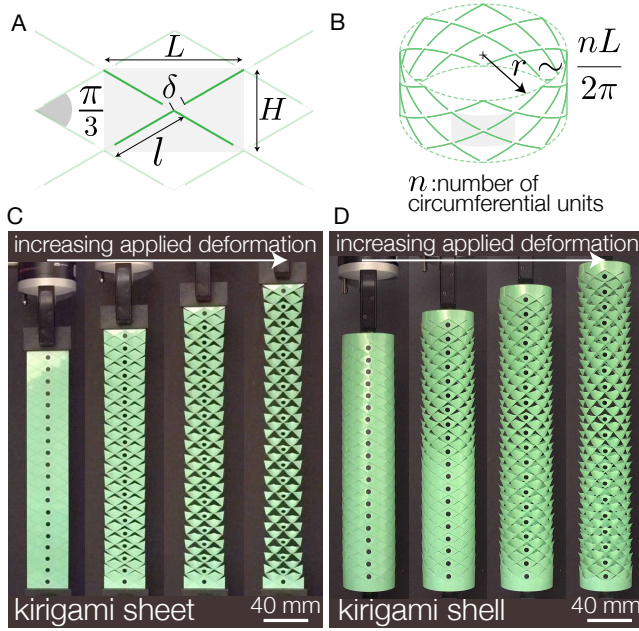 A
L
δ
H
π
3
l
B
r ~ nL
2π
n:number of
circumferential units
C
increasing applied deformation
kirigami sheet
40 mm
D
increasing applied deformation
kirigami shell
40 mm